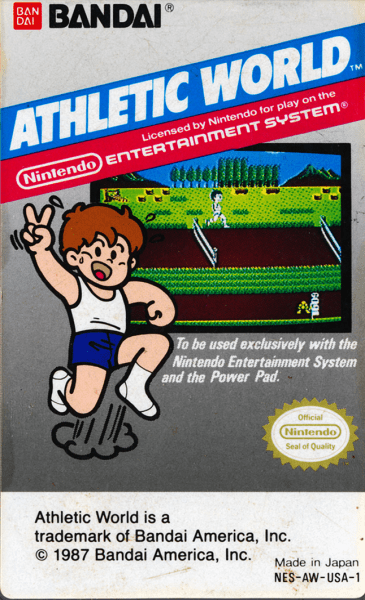 BAN
DAI
BANDAI®
ATHLETIC WORLD™
Licensed by Nintendo for play on the
Nintendo® ENTERTAINMENT SYSTEM®
GOAL
To be used exclusively with the
Nintendo Entertainment System
and the Power Pad.
Official
Nintendo
Seal of Quality
Athletic World is a
trademark of Bandai America, Inc.
© 1987 Bandai America, Inc.
Made in Japan
NES-AW-USA-1